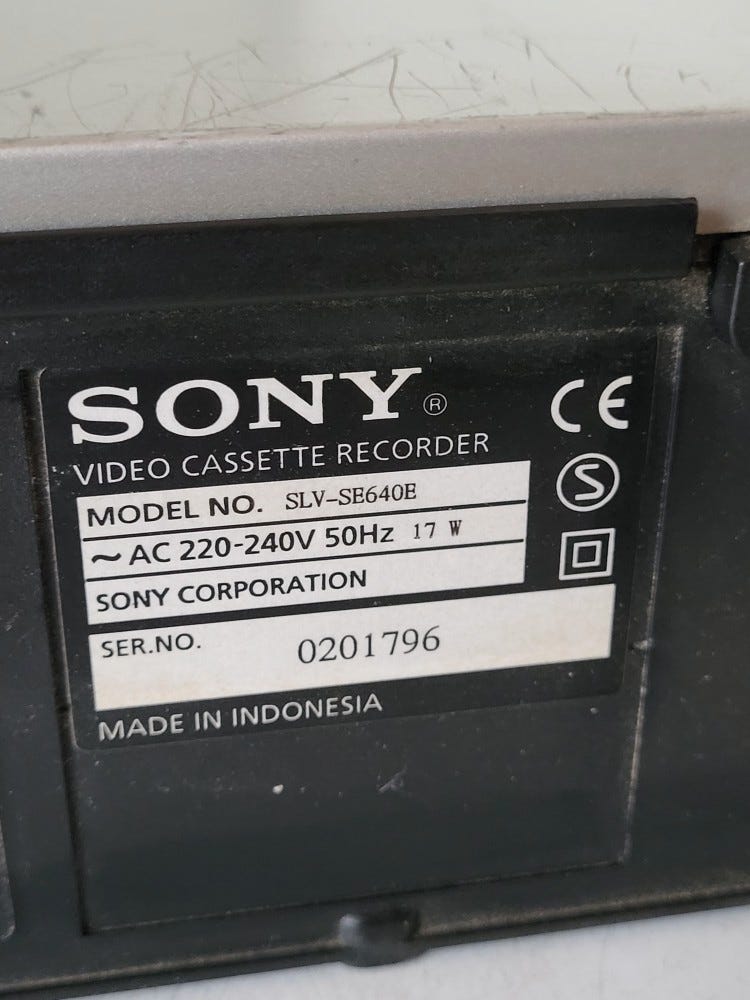 SONY®
VIDEO CASSETTE RECORDER
MODEL NO. SLV-SE640E
~ AC 220-240V 50Hz 17 W
SONY CORPORATION
SER.NO. 0201796
MADE IN INDONESIA
CE
S